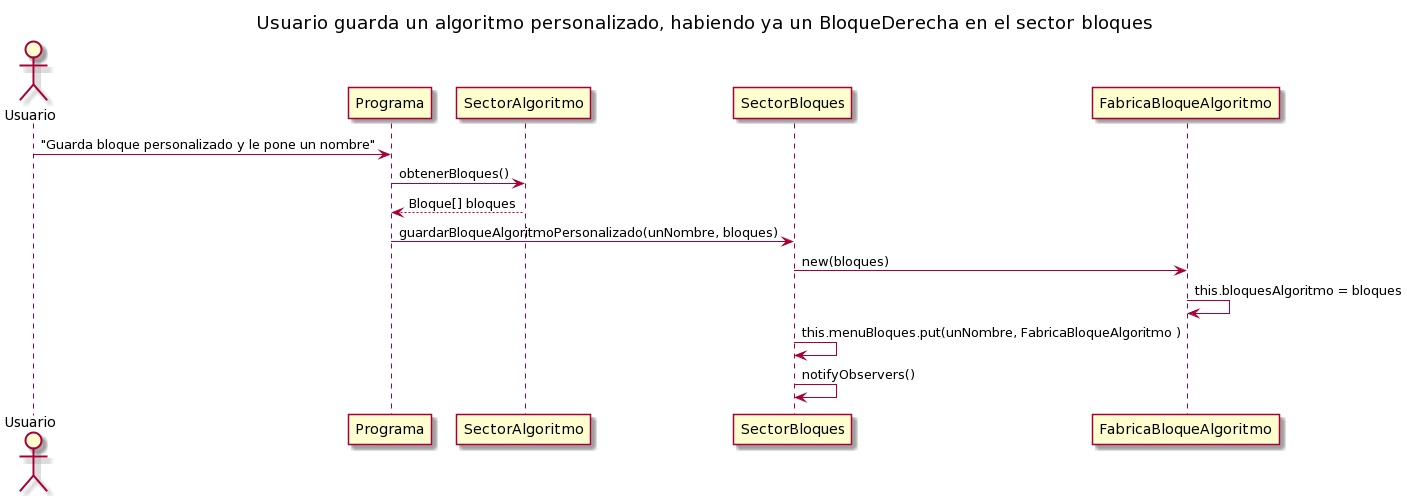 Usuario guarda un algoritmo personalizado, habiendo ya un BloqueDerecha en el sector bloques
Usuario
Programa
SectorAlgoritmo
SectorBloques
FabricaBloqueAlgoritmo
"Guarda bloque personalizado y le pone un nombre"
obtenerBloques()
Bloque[] bloques
guardarBloqueAlgoritmoPersonalizado(unNombre, bloques)
new(bloques)
this.bloquesAlgoritmo = bloques
this.menuBloques.put(unNombre, FabricaBloqueAlgoritmo )
notifyObservers()
Usuario
Programa
SectorAlgoritmo
SectorBloques
FabricaBloqueAlgoritmo